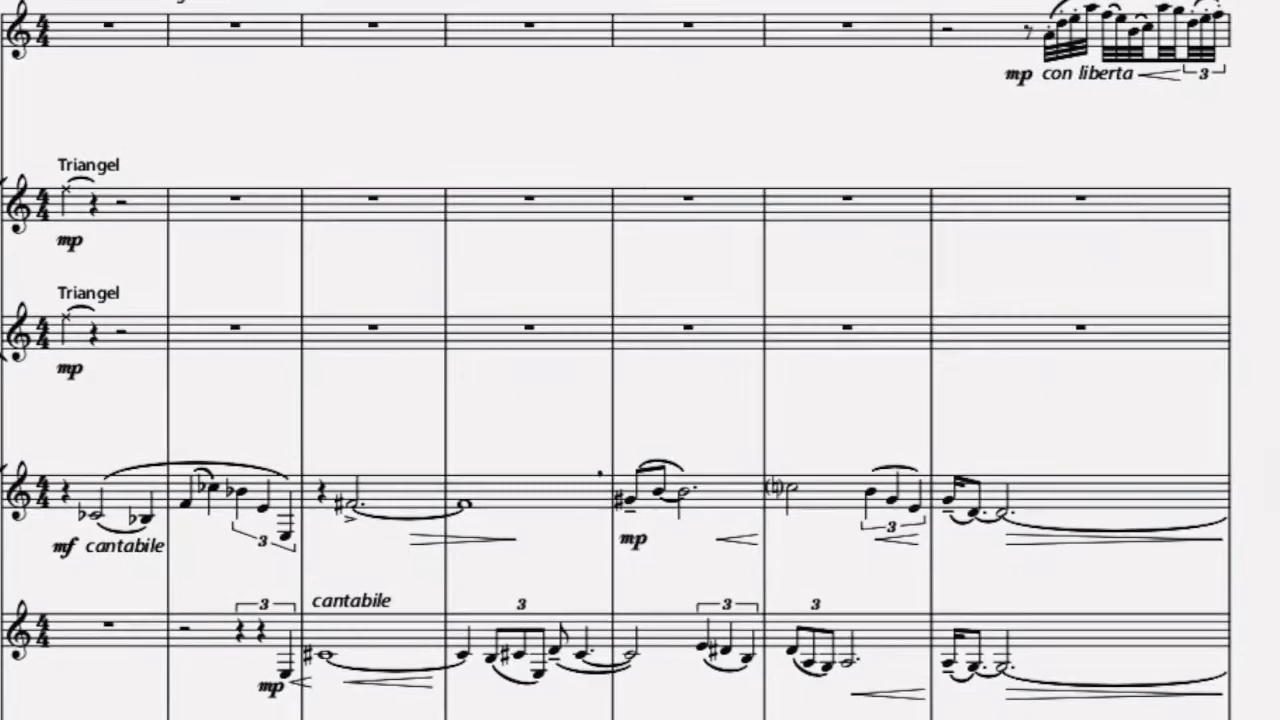 mp con liberta 3
Triangel
mp
Triangel
mp
mf cantabile 3
mp 3
3 cantabile 3 3 3
mp